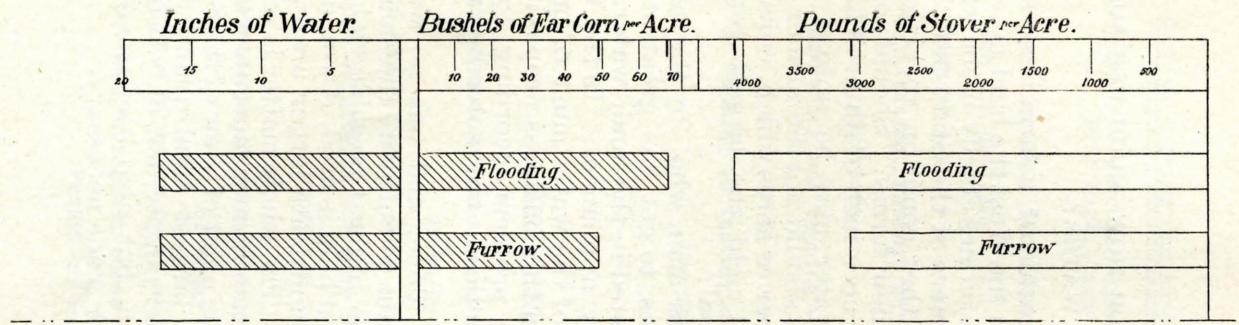 Inches of Water. Bushels of Ear Corn per Acre. Pounds of Stover per Acre.
20 15 10 5 10 20 30 40 50 60 70 4000 3500 3000 2500 2000 1500 1000 500
Flooding Flooding
Furrow Furrow